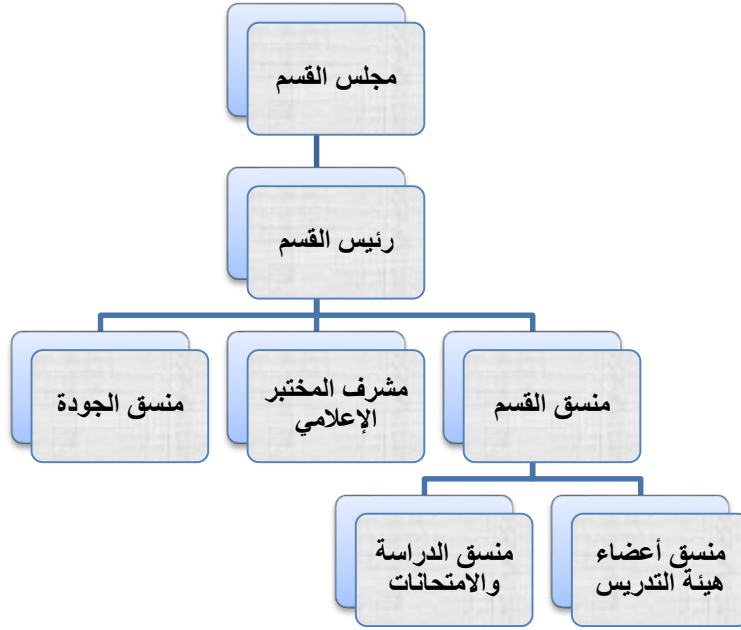 مجلس القسم
رئيس القسم
منسق القسم
مشرف المختبر
الإعلامي
منسق الجودة
منسق أعضاء
هيئة التدريس
منسق الدراسة
والامتحانات